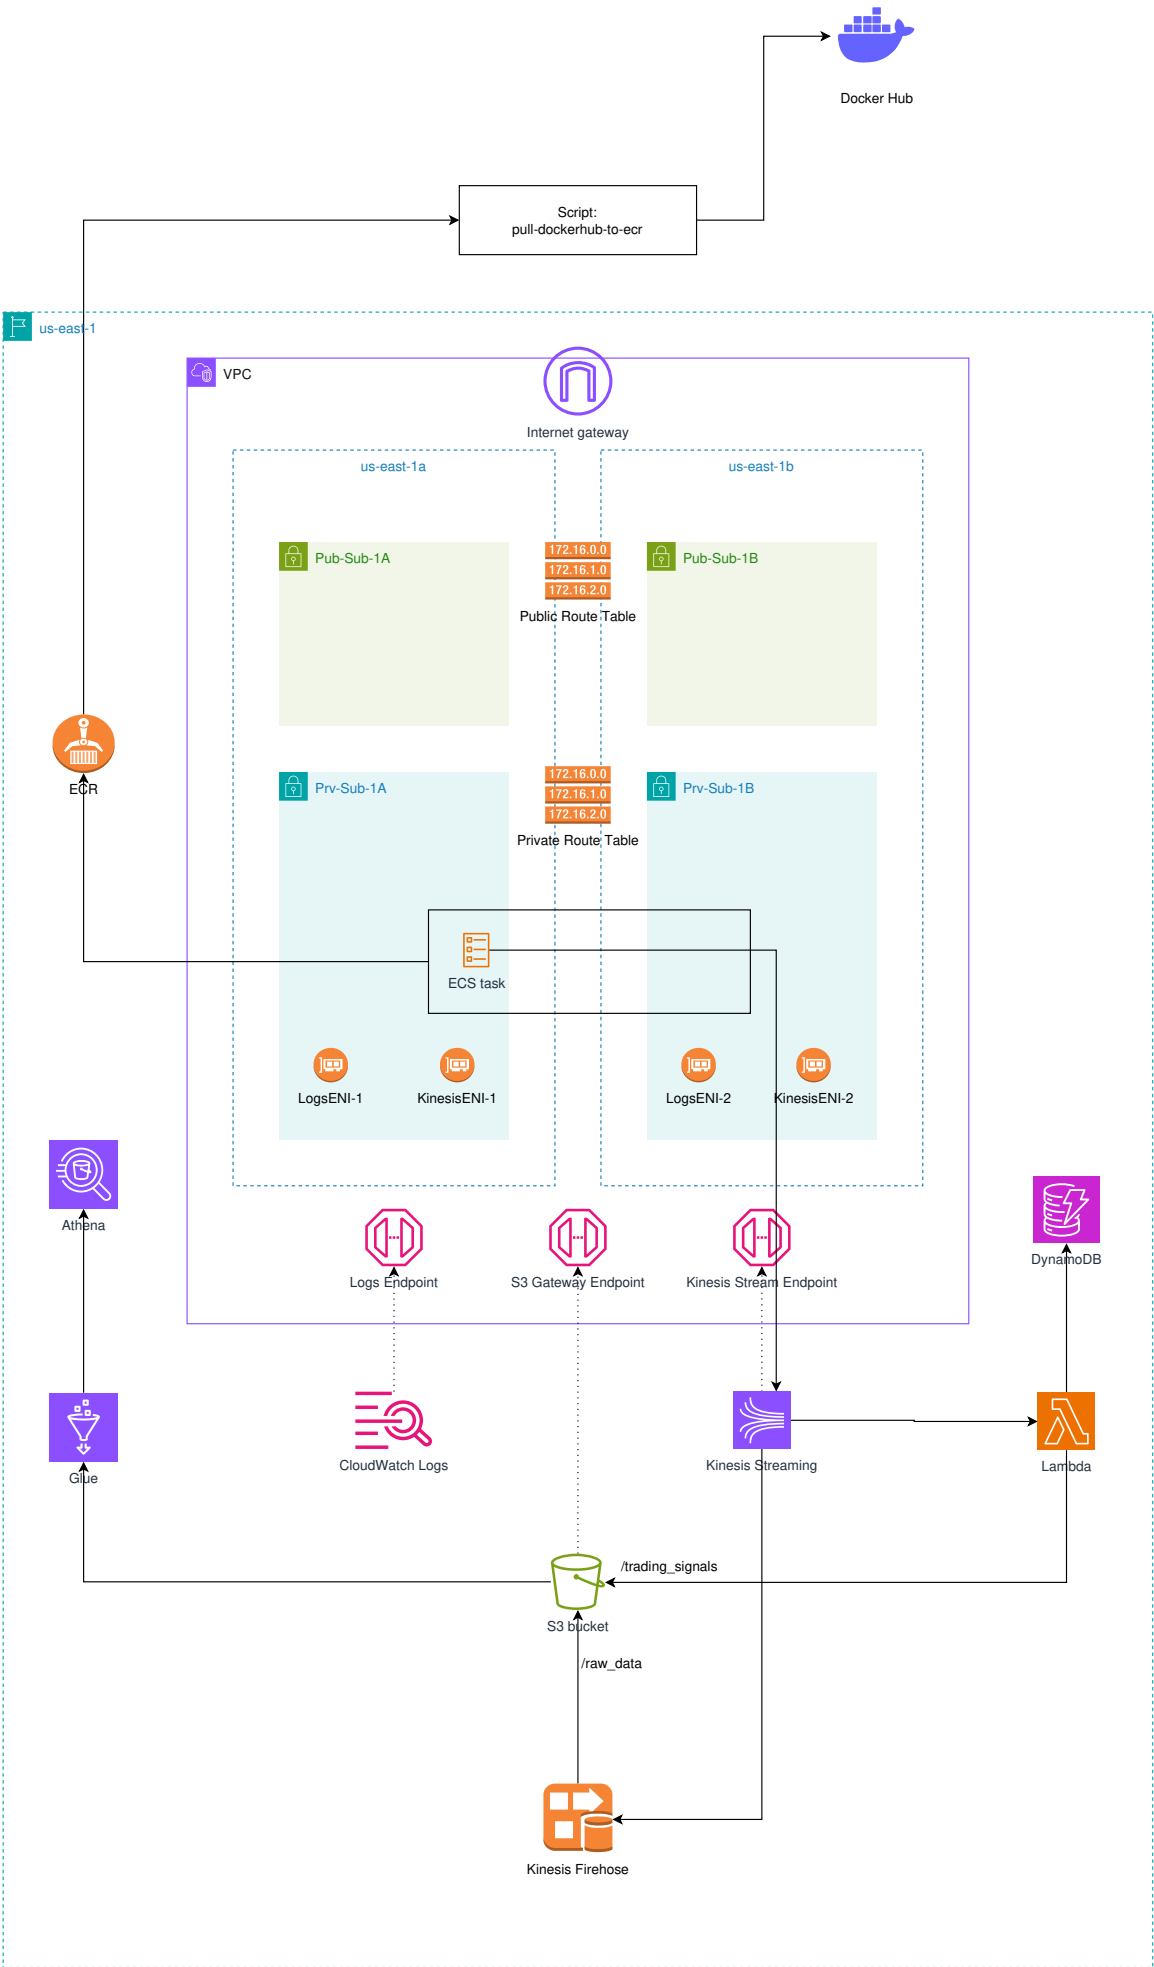 Docker Hub
Script:
pull-dockerhub-to-ecr
us-east-1
VPC
Internet gateway
us-east-1a
us-east-1b
Pub-Sub-1A
172.16.0.0
172.16.1.0
172.16.2.0
Public Route Table
Pub-Sub-1B
ECR
Prv-Sub-1A
172.16.0.0
172.16.1.0
172.16.2.0
Private Route Table
Prv-Sub-1B
ECS task
LogsENI-1
KinesisENI-1
LogsENI-2
KinesisENI-2
Athena
Logs Endpoint
S3 Gateway Endpoint
Kinesis Stream Endpoint
DynamoDB
Glue
CloudWatch Logs
Kinesis Streaming
Lambda
/trading_signals
S3 bucket
/raw_data
Kinesis Firehose